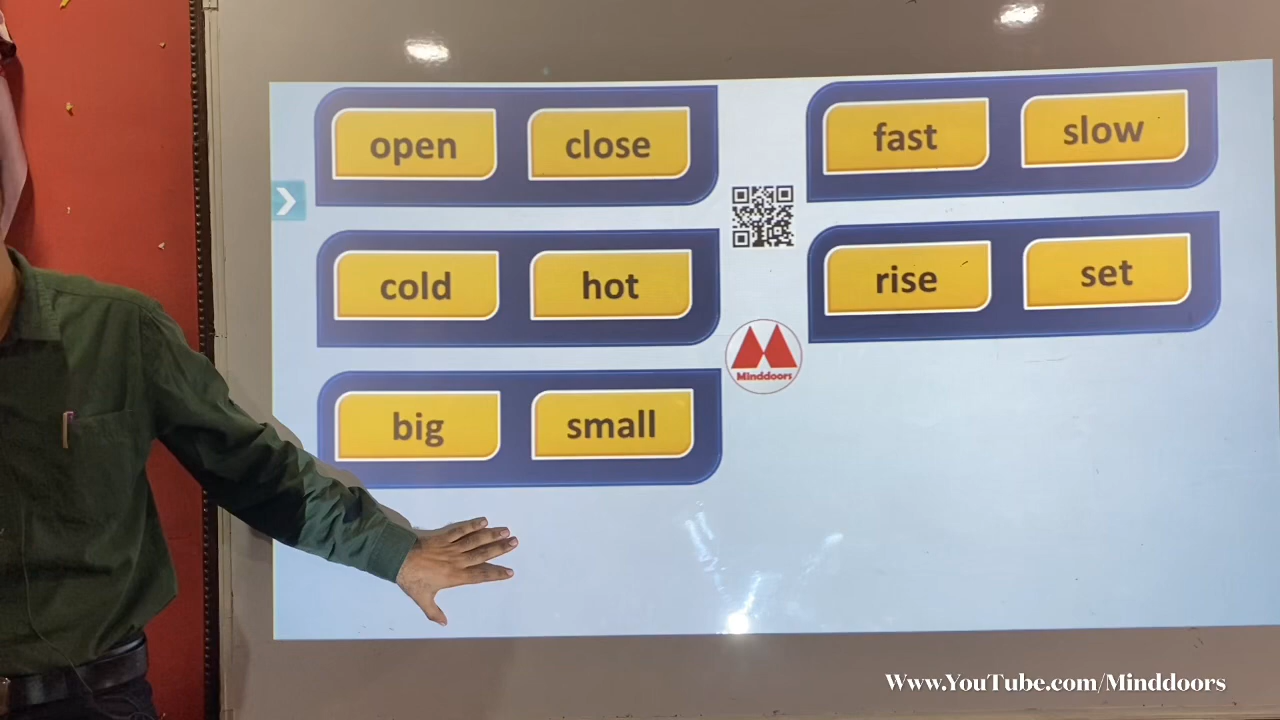 open close
cold hot
big small
fast slow
rise set
Minddoors
Www.YouTube.com/Minddoors